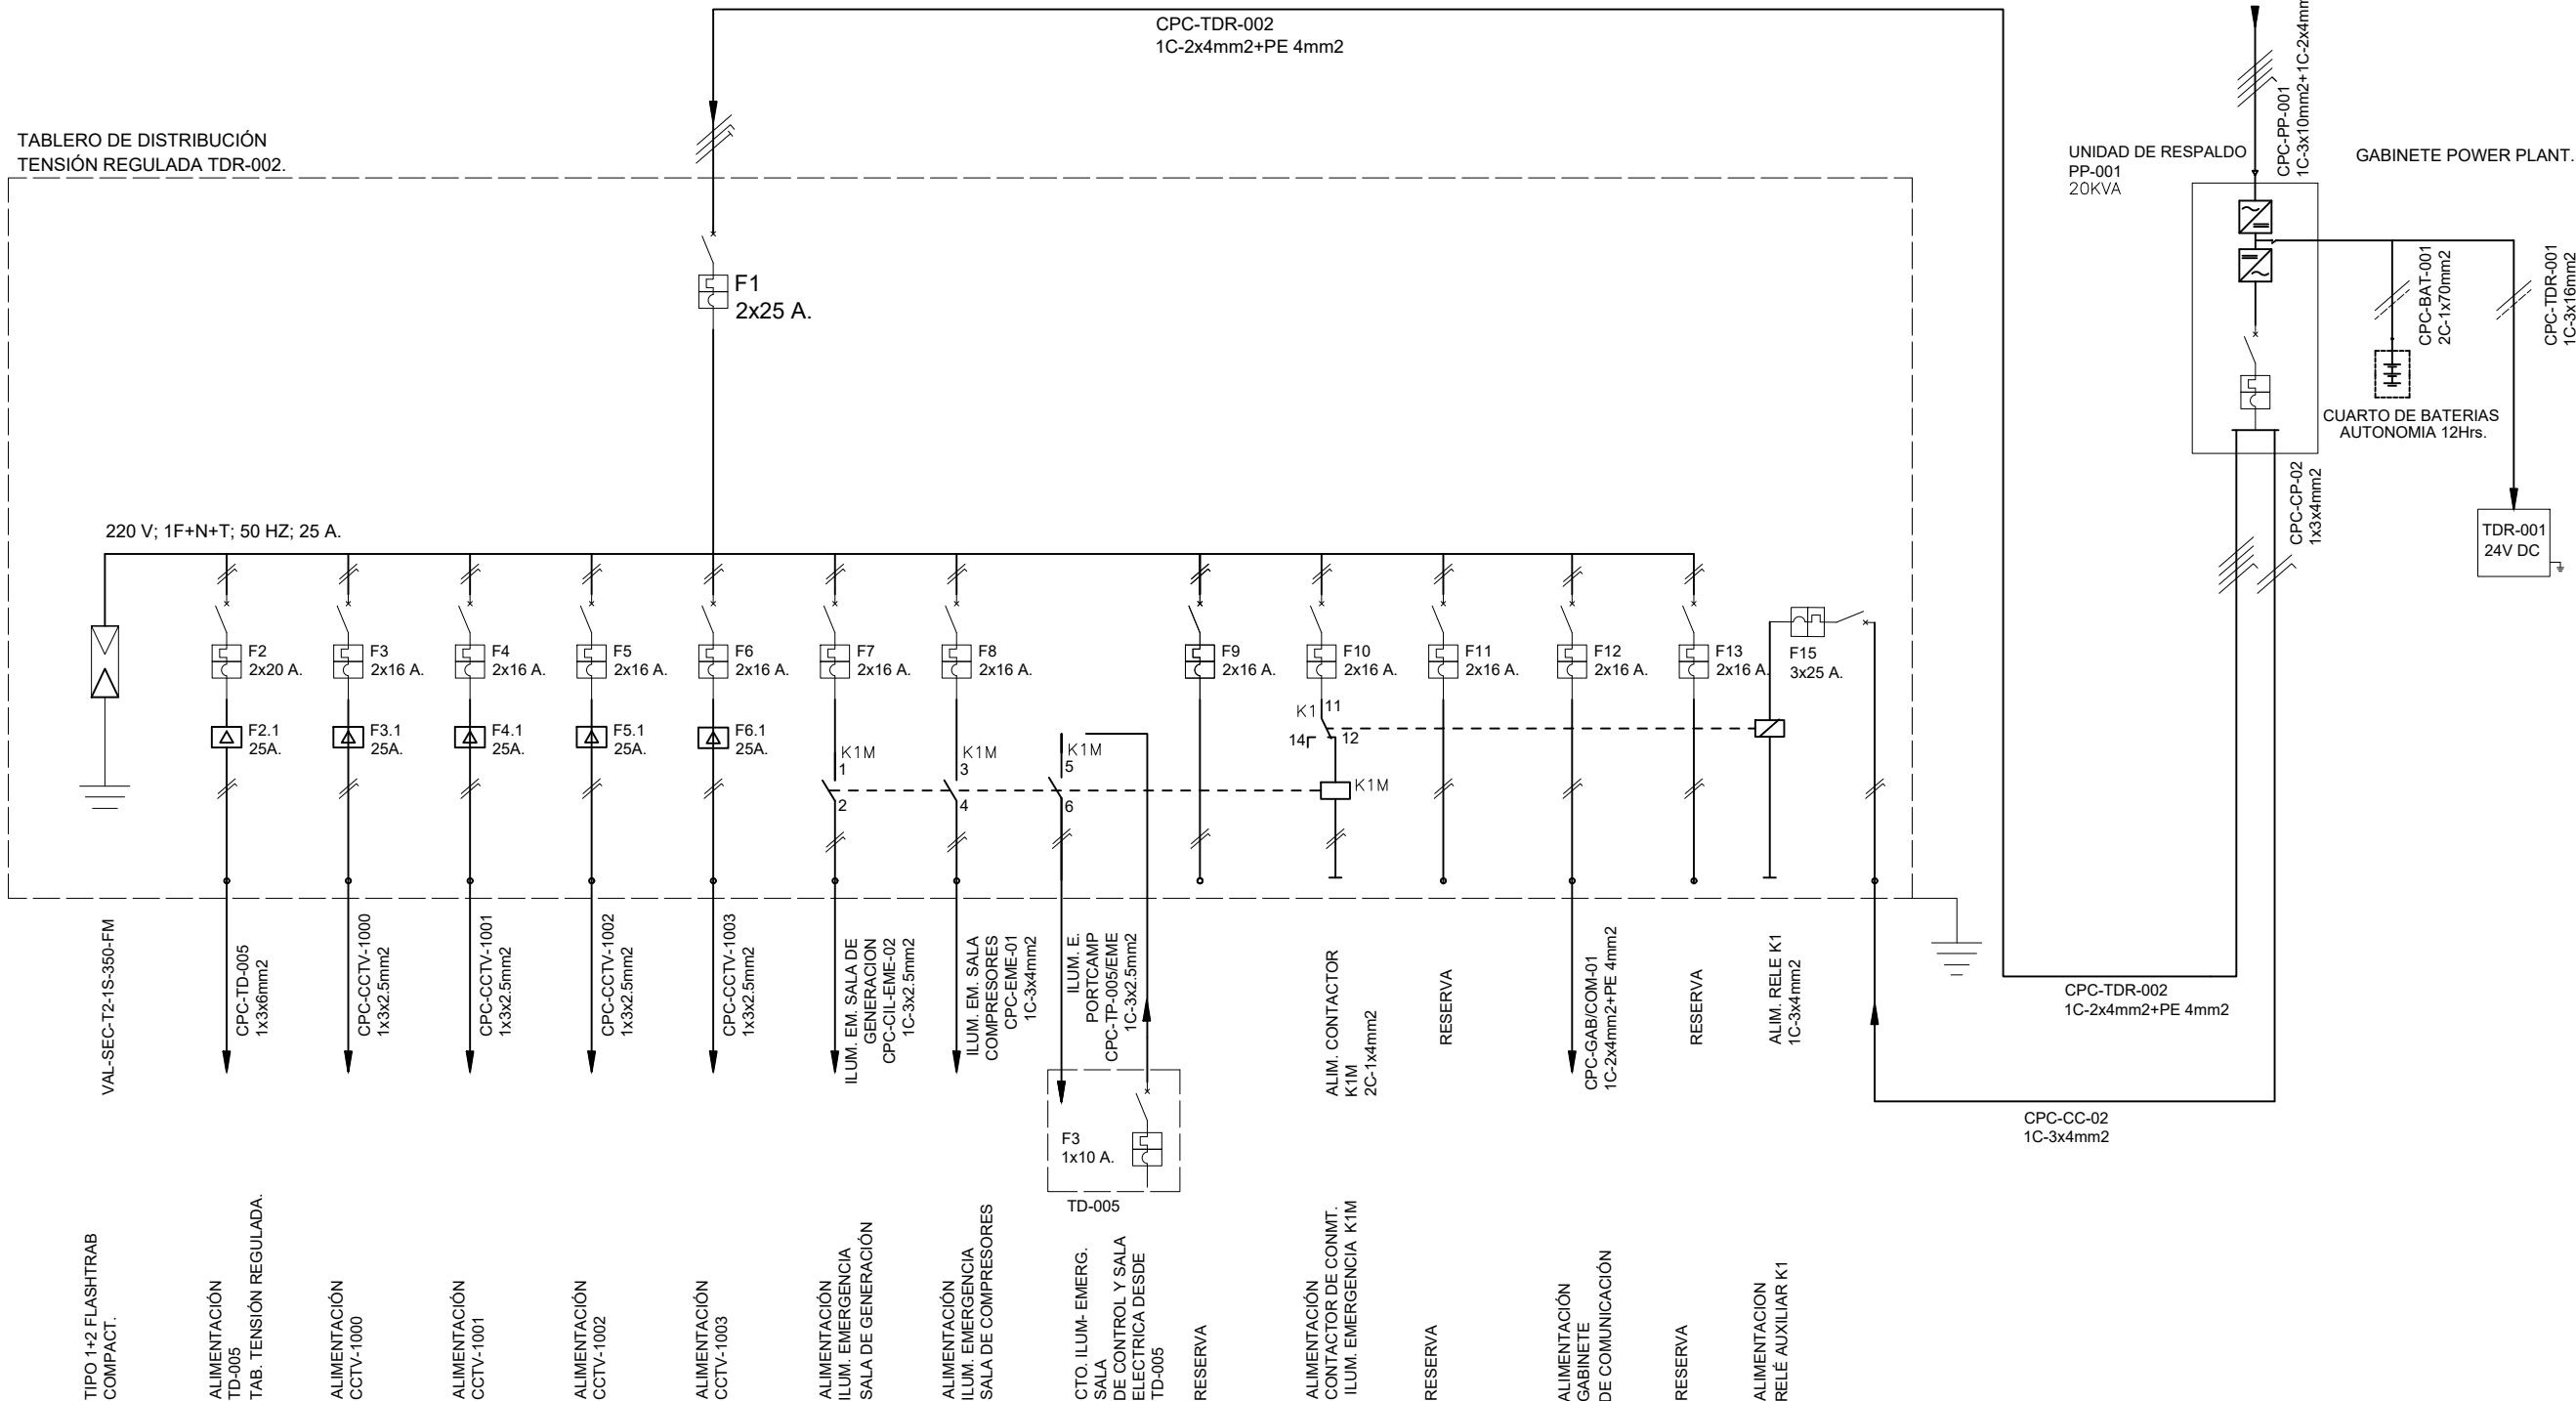 CPC-TDR-002
1C-2x4mm2+PE 4mm2
TABLERO DE DISTRIBUCIÓN
TENSIÓN REGULADA TDR-002.
UNIDAD DE RESPALDO
PP-001
20KVA
CPC-PP-001
1C-3x10mm2+1C-2x4mm
GABINETE POWER PLANT.
CPC-BAT-001
2C-1x70mm2
CPC-TDR-001
1C-3x16mm2
CUARTO DE BATERIAS
AUTONOMIA 12Hrs.
CPC-CP-02
1x3x4mm2
TDR-001
24V DC
F1
2x25 A.
220 V; 1F+N+T; 50 HZ; 25 A.
F2
2x20 A.
F3
2x16 A.
F4
2x16 A.
F5
2x16 A.
F6
2x16 A.
F7
2x16 A.
F8
2x16 A.
F9
2x16 A.
F10
2x16 A.
F11
2x16 A.
F12
2x16 A.
F13
2x16 A.
F15
3x25 A.
F2.1
25A.
F3.1
25A.
F4.1
25A.
F5.1
25A.
F6.1
25A.
K1M
1
2
K1M
3
4
K1M
5
6
K1
11
14
12
K1M
VAL-SEC-T2-1S-350-FM
CPC-TD-005
1x3x6mm2
CPC-CCTV-1000
1x3x2.5mm2
CPC-CCTV-1001
1x3x2.5mm2
CPC-CCTV-1002
1x3x2.5mm2
CPC-CCTV-1003
1x3x2.5mm2
ILUM. EM. SALA DE
GENERACION
CPC-CIL-EME-02
1C-3x2.5mm2
ILUM. EM. SALA
COMPRESORES
CPC-EME-01
1C-3x4mm2
ILUM. E.
PORTCAMP
CPC-TP-005/EME
1C-3x2.5mm2
ALIM. CONTACTOR
K1M
2C-1x4mm2
RESERVA
CPC-GAB/COM-01
1C-2x4mm2+PE 4mm2
RESERVA
ALIM. RELE K1
1C-3x4mm2
CPC-TDR-002
1C-2x4mm2+PE 4mm2
CPC-CC-02
1C-3x4mm2
F3
1x10 A.
TD-005
TIPO 1+2 FLASHTRAB
COMPACT.
ALIMENTACIÓN
TD-005
TAB. TENSIÓN REGULADA.
ALIMENTACIÓN
CCTV-1000
ALIMENTACIÓN
CCTV-1001
ALIMENTACIÓN
CCTV-1002
ALIMENTACIÓN
CCTV-1003
ALIMENTACIÓN
ILUM. EMERGENCIA
SALA DE GENERACIÓN
ALIMENTACIÓN
ILUM. EMERGENCIA
SALA DE COMPRESORES
CTO. ILUM- EMERG.
SALA
DE CONTROL Y SALA
ELECTRICA DESDE
TD-005
RESERVA
ALIMENTACIÓN
CONTACTOR DE CONMT.
ILUM. EMERGENCIA K1M
RESERVA
ALIMENTACIÓN
GABINETE
DE COMUNICACIÓN
RESERVA
ALIMENTACION
RELÉ AUXILIAR K1